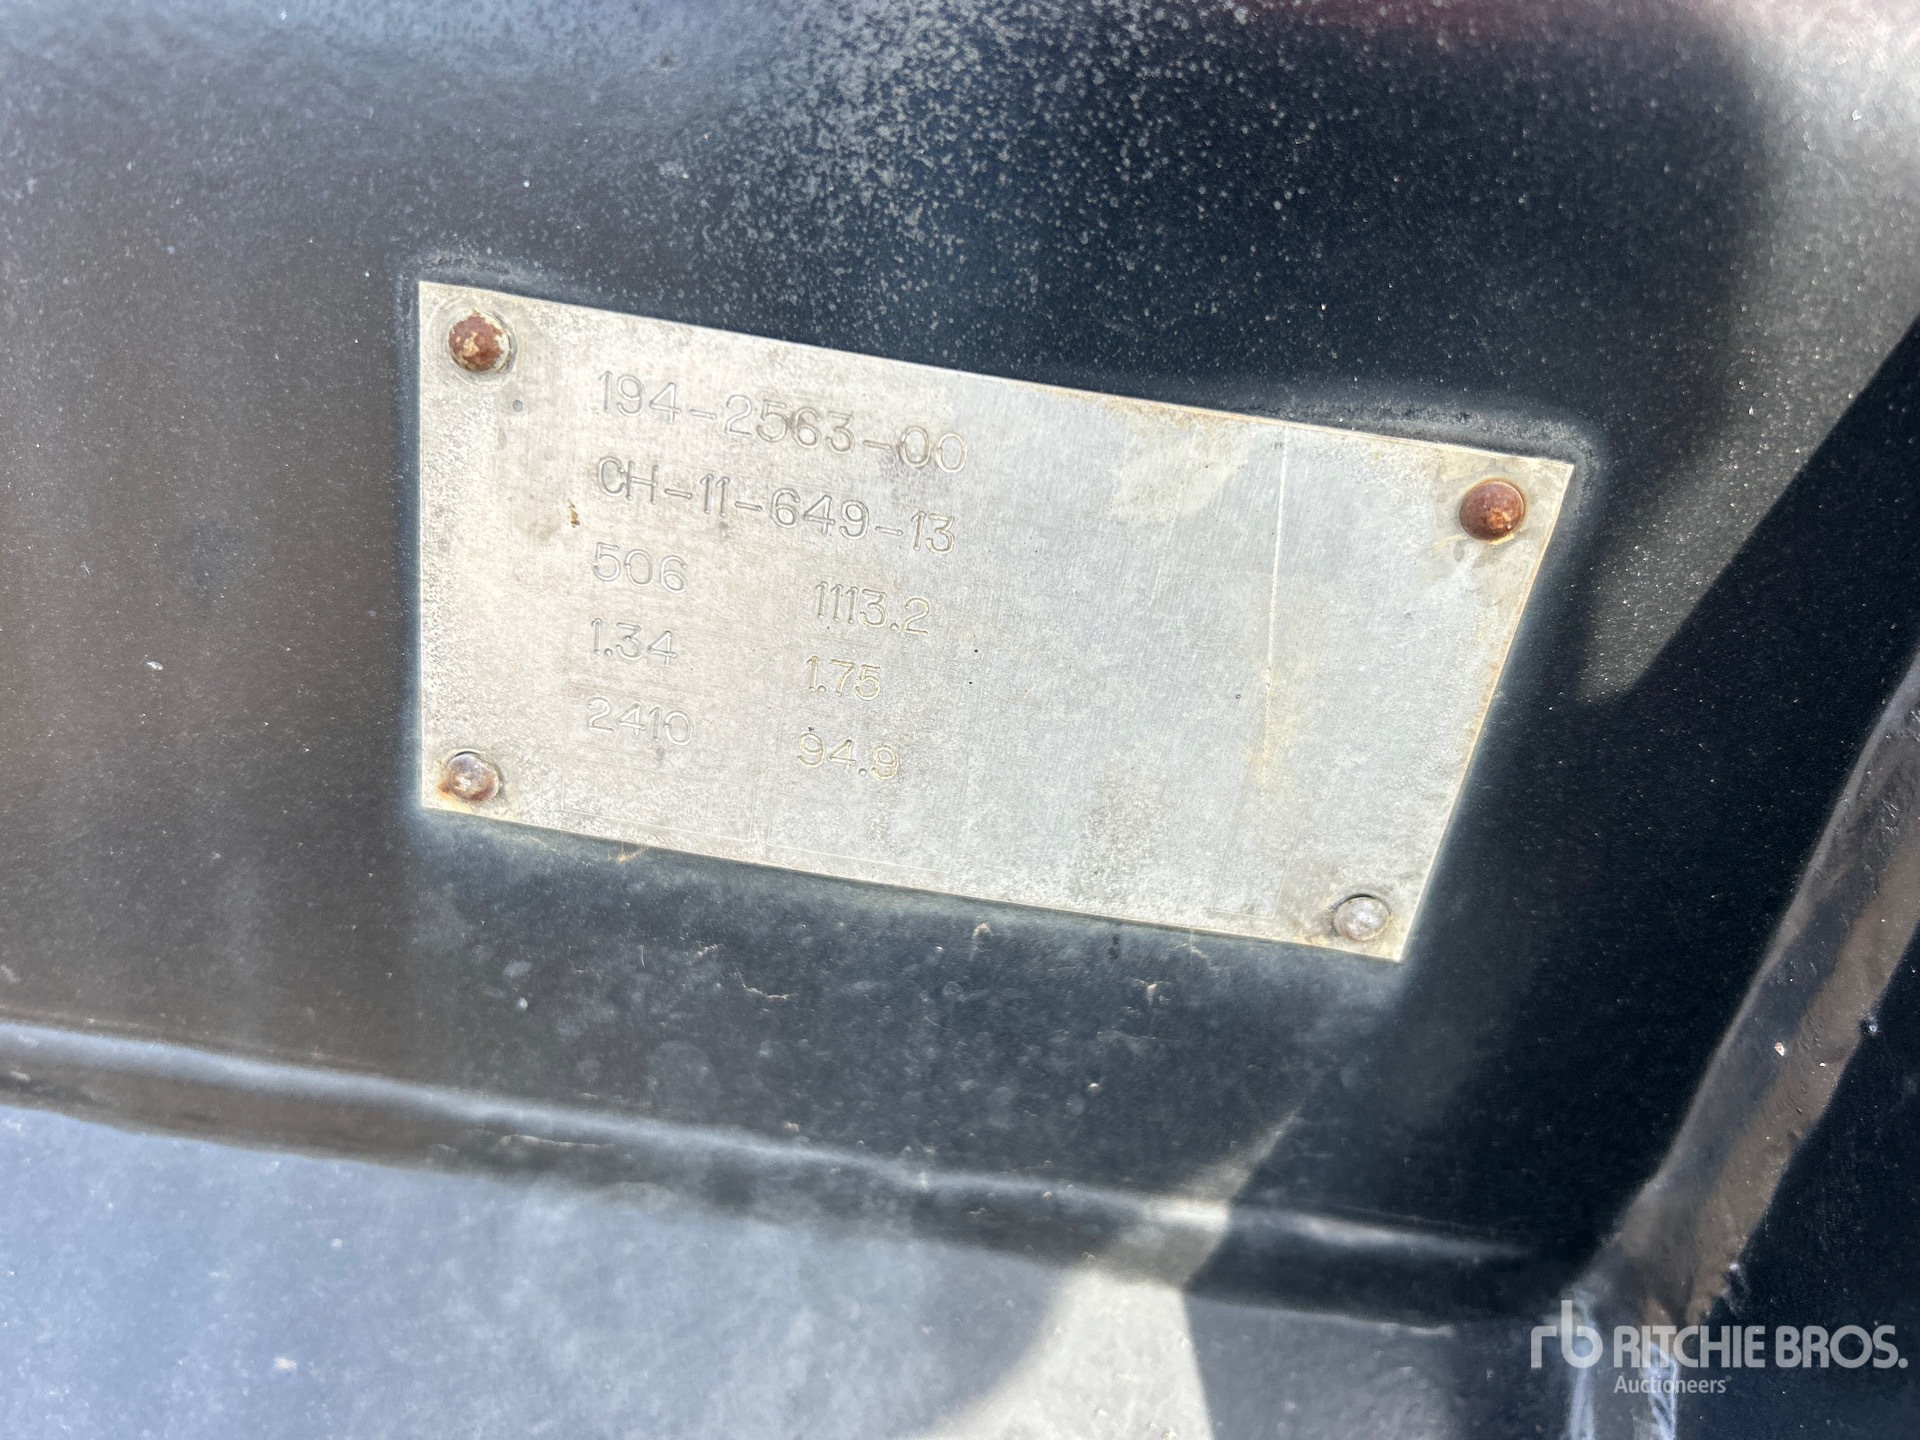 194-2563-00
CH-11-649-13
506 1113.2
1.34 1.75
2410 94.9
rb RITCHIE BROS.
Auctioneers